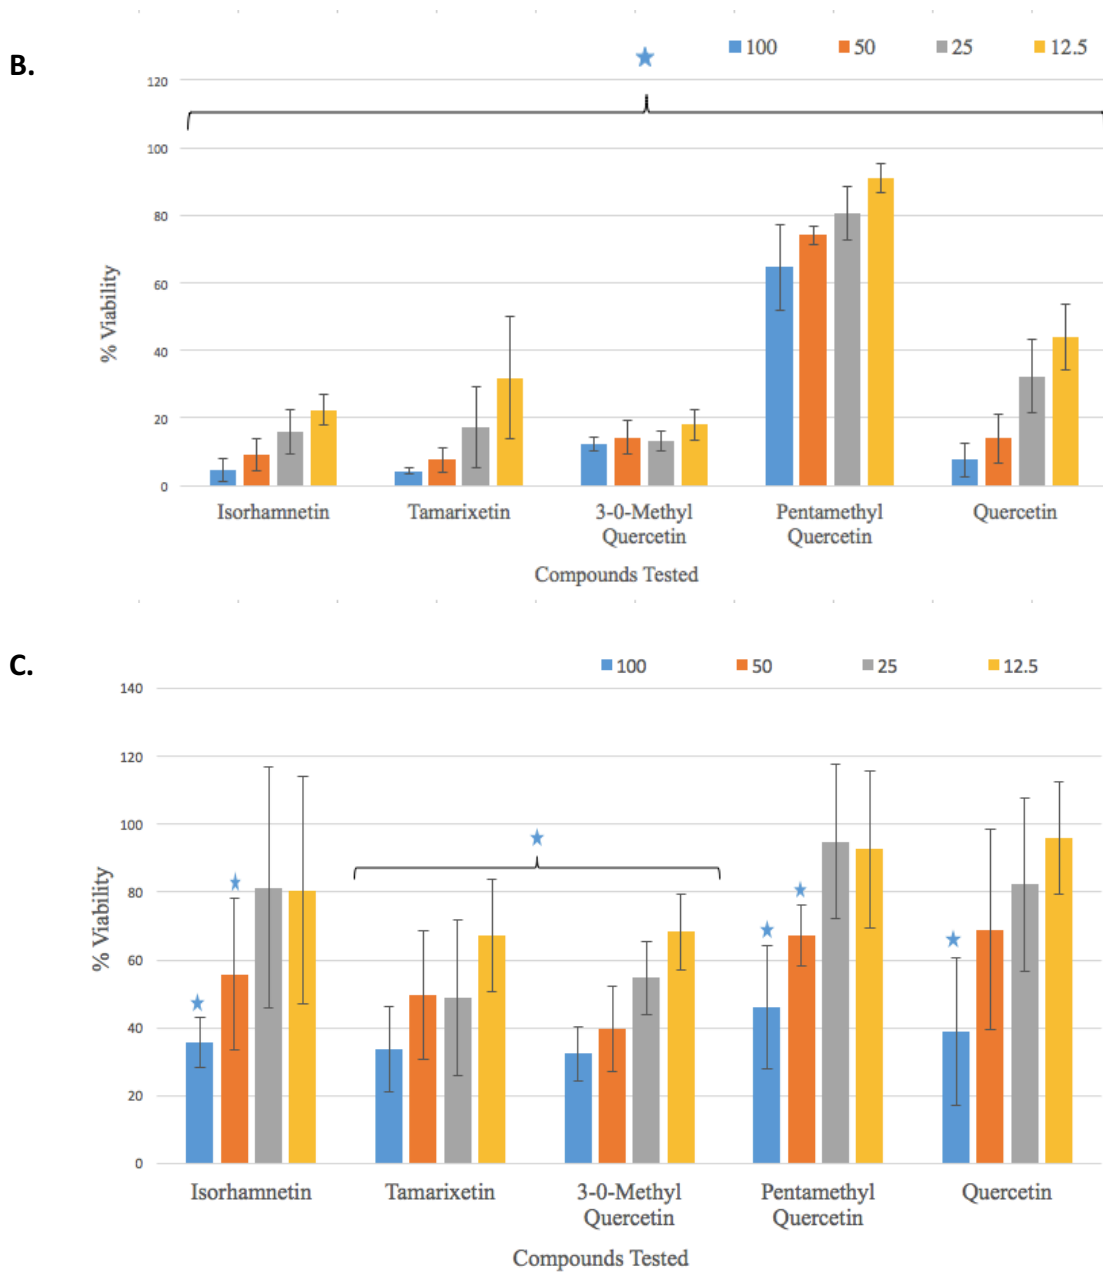 B.
100 50 25 12.5
120
100
80
60
40
20
0
% Viability
Isorhamnetin Tamarixetin 3-0-Methyl Pentamethyl Quercetin
Quercetin Quercetin
Compounds Tested
C.
100 50 25 12.5
140
120
100
80
60
40
20
0
% Viability
Isorhamnetin Tamarixetin 3-0-Methyl Pentamethyl Quercetin
Quercetin Quercetin
Compounds Tested